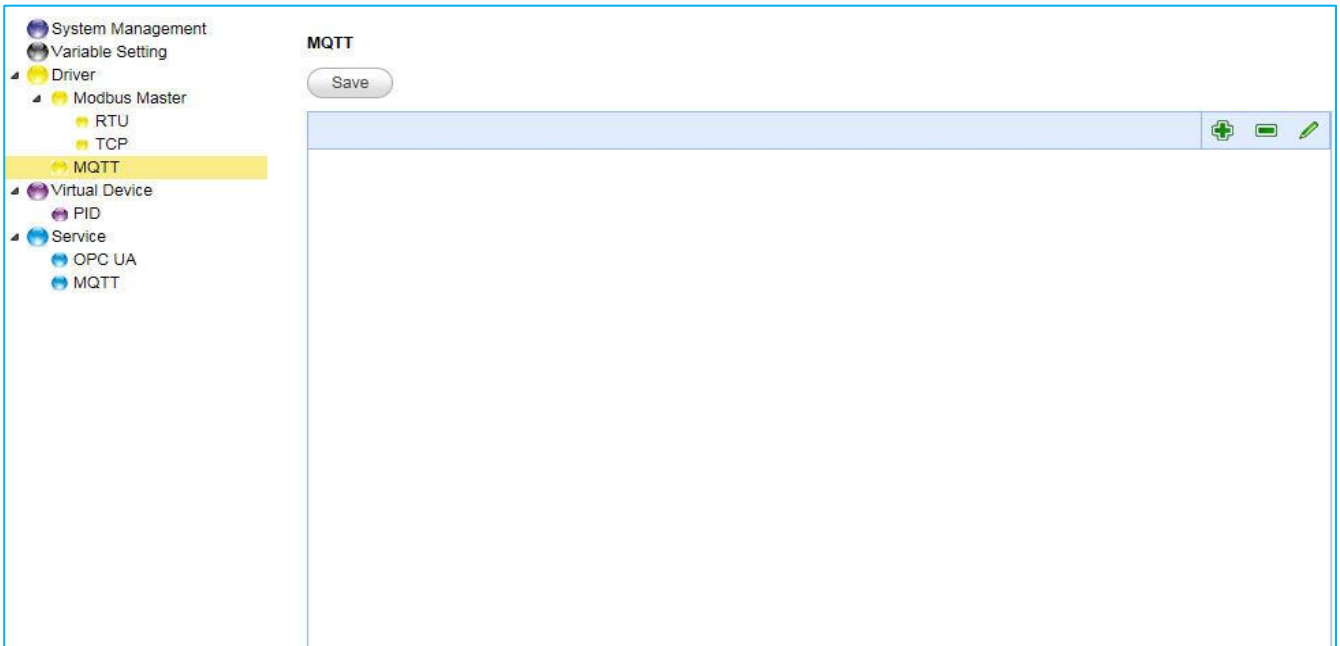 System Management
Variable Setting
Driver
Modbus Master
RTU
TCP
MQTT
Virtual Device
PID
Service
OPC UA
MQTT
MQTT
Save